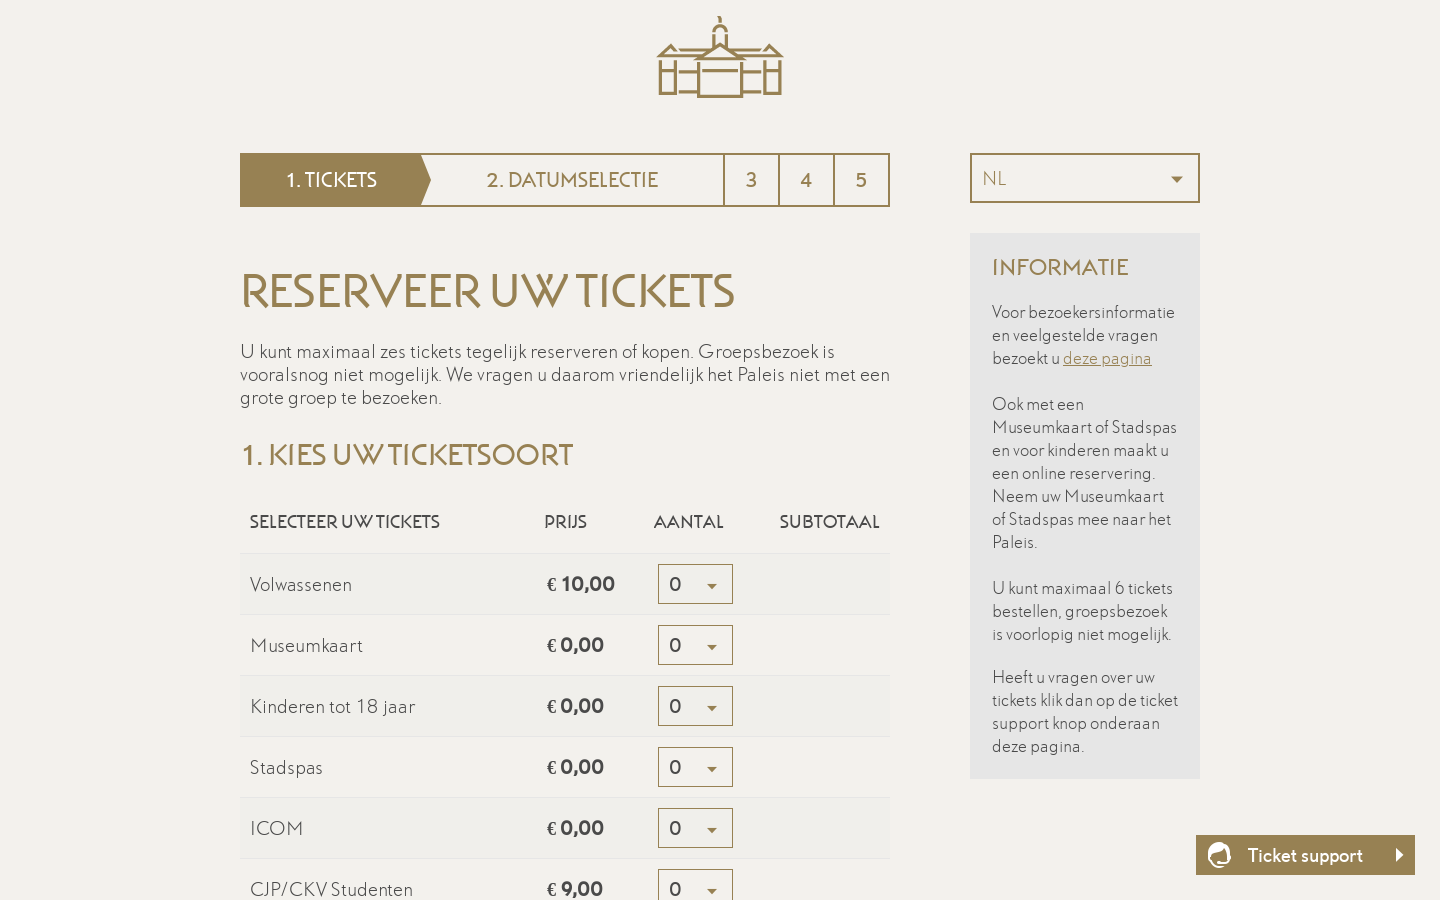 1. TICKETS
2. DATUMSELECTIE
3
4
5
NL
RESERVEER UW TICKETS
U kunt maximaal zes tickets tegelijk reserveren of kopen. Groepsbezoek is
vooralsnog niet mogelijk. We vragen u daarom vriendelijk het Paleis niet met een
grote groep te bezoeken.
1. KIES UW TICKETSOORT
SELECTEER UW TICKETS PRIJS AANTAL SUBTOTAAL
Volwassenen € 10,00 0
Museumkaart € 0,00 0
Kinderen tot 18 jaar € 0,00 0
Stadspas € 0,00 0
ICOM € 0,00 0
CJP/CKV Studenten € 9,00 0
INFORMATIE
Voor bezoekersinformatie
en veelgestelde vragen
bezoekt u deze pagina
Ook met een
Museumkaart of Stadspas
en voor kinderen maakt u
een online reservering.
Neem uw Museumkaart
of Stadspas mee naar het
Paleis.
U kunt maximaal 6 tickets
bestellen, groepsbezoek
is voorlopig niet mogelijk.
Heeft u vragen over uw
tickets klik dan op de ticket
support knop onderaan
deze pagina.
Ticket support